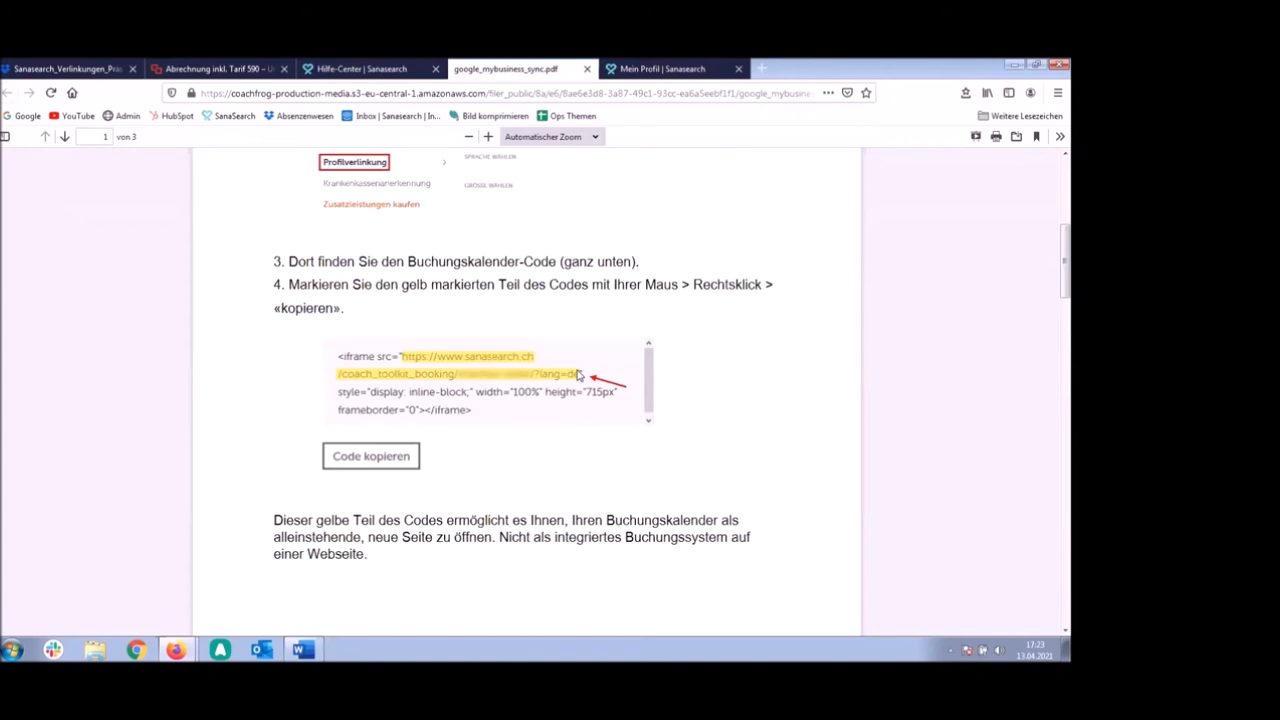 Sanasearch_Verlinkungen_Prä
Abrechnung inkl. Tarif 590 – U
Hilfe-Center | Sanasearch
google_mybusiness_sync.pdf
Mein Profil | Sanasearch
https://coachfrog-production-media.s3-eu-central-1.amazonaws.com/filer_public/8a/e6/8ae6e3d8-3a87-49c1-93cc-ea6a5eebf1f1/google_mybusine
Google
YouTube
Admin
HubSpot
SanaSearch
Absenzenwesen
Inbox | Sanasearch | In...
Bild komprimieren
Ops Themen
Weitere Lesezeichen
1 von 3
Automatischer Zoom
Profilverlinkung
SPRACHE WÄHLEN
Krankenkassenanerkennung
GRÖSSE WÄHLEN
Zusatzleistungen kaufen
3. Dort finden Sie den Buchungskalender-Code (ganz unten).
4. Markieren Sie den gelb markierten Teil des Codes mit Ihrer Maus > Rechtsklick >
«kopieren».
<iframe src="https://www.sanasearch.ch
/coach_toolkit_booking/ /?lang=de
style="display: inline-block;" width="100%" height="715px"
frameborder="0"></iframe>
Code kopieren
Dieser gelbe Teil des Codes ermöglicht es Ihnen, Ihren Buchungskalender als
alleinstehende, neue Seite zu öffnen. Nicht als integriertes Buchungssystem auf
einer Webseite.
17:23
13.04.2021